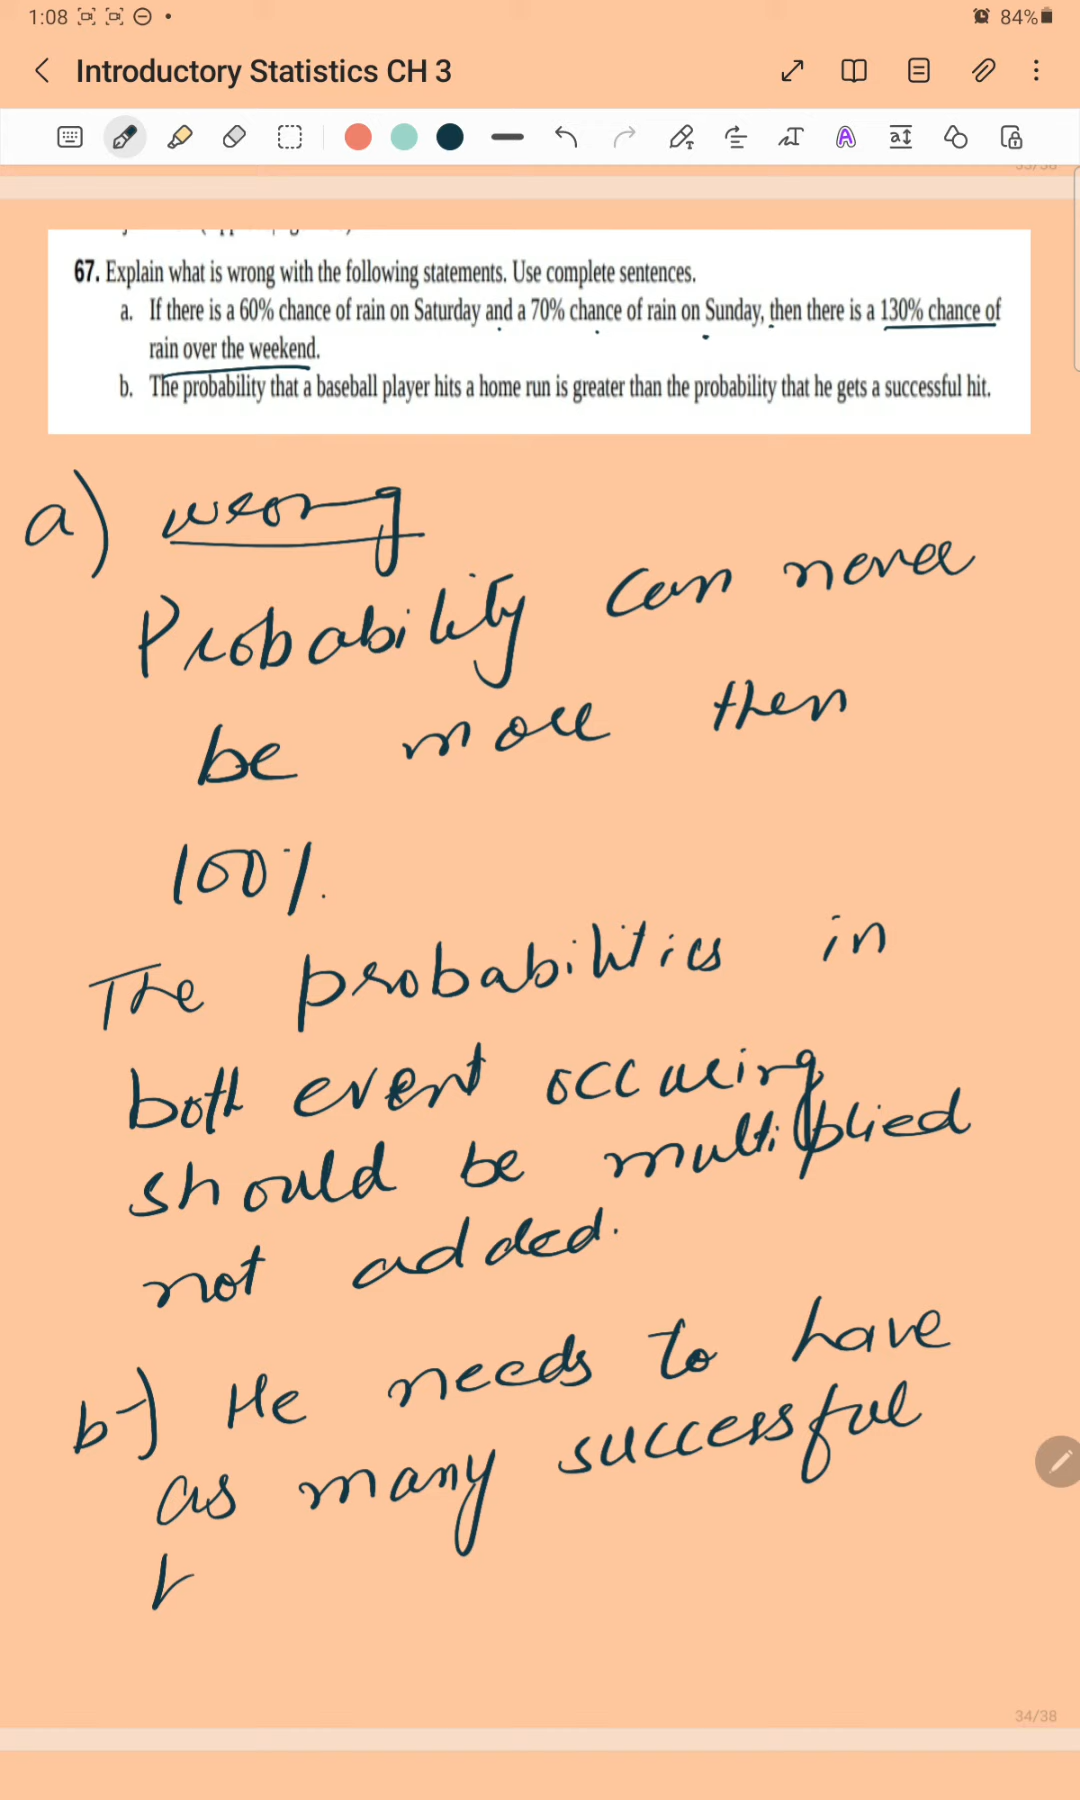 1:08
84%
Introductory Statistics CH 3
67. Explain what is wrong with the following statements. Use complete sentences.
a. If there is a 60% chance of rain on Saturday and a 70% chance of rain on Sunday, then there is a 130% chance of
rain over the weekend.
b. The probability that a baseball player hits a home run is greater than the probability that he gets a successful hit.
a) wrong
Probability can never
be more then
100%.
The probabilities in
both event occuring
should be multiplied
not added.
b) He needs to have
as many successful
34/38